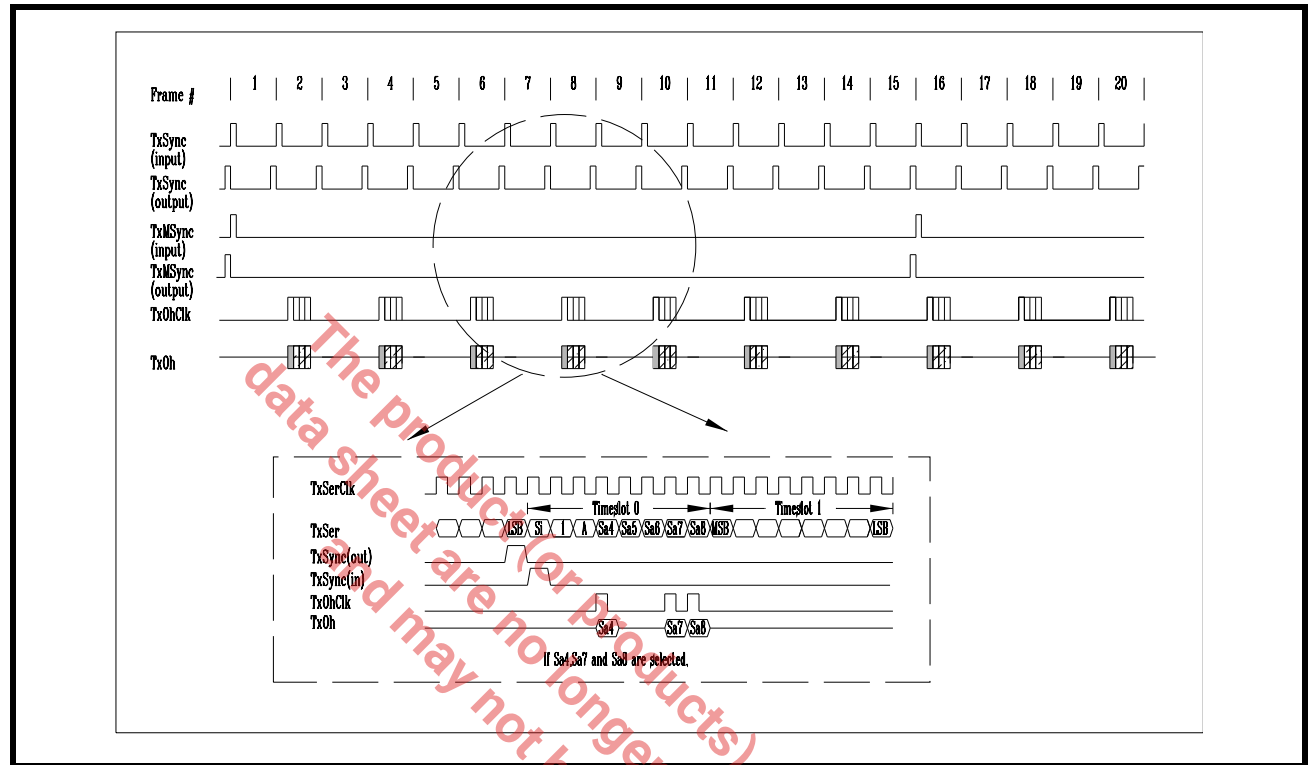 Frame # | 1 | 2 | 3 | 4 | 5 | 6 | 7 | 8 | 9 | 10 | 11 | 12 | 13 | 14 | 15 | 16 | 17 | 18 | 19 | 20
TxSync
(input)
TxSync
(output)
TxMSync
(input)
TxMSync
(output)
TxOhClk
TxOh
TxSerClk
Timeslot 0 Timeslot 1
TxSer LSB Si 1 A Sa4 Sa5 Sa6 Sa7 Sa8 MSB LSB
TxSync(out)
TxSync(in)
TxOhClk
TxOh Sa4 Sa7 Sa8
If Sa4,Sa7 and Sa8 are selected,
The product (or products)
data sheet are no longer
and may not b